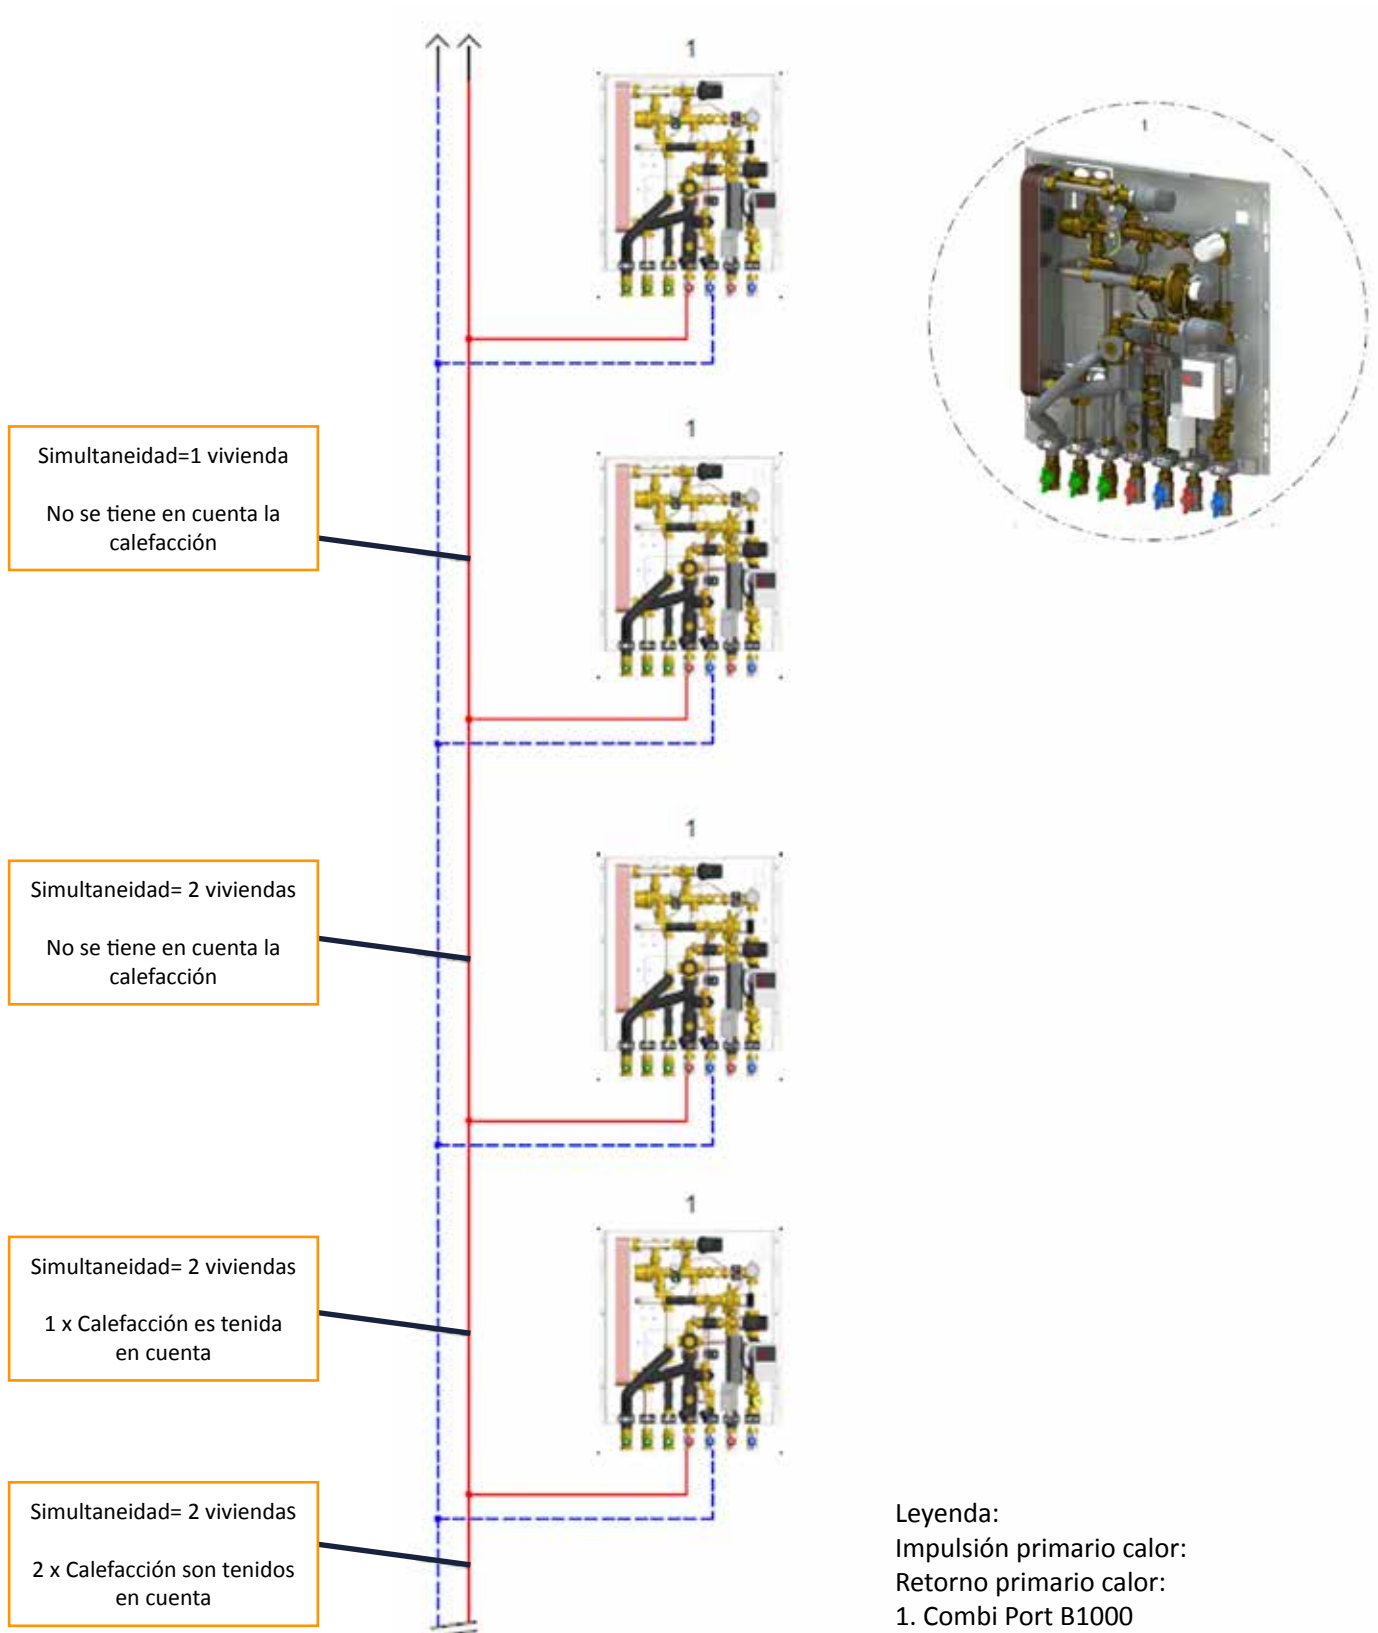 1
1
Simultaneidad=1 vivienda
No se tiene en cuenta la
calefacción
1
Simultaneidad= 2 viviendas
No se tiene en cuenta la
calefacción
1
Simultaneidad= 2 viviendas
1 x Calefacción es tenida
en cuenta
1
Simultaneidad= 2 viviendas
2 x Calefacción son tenidos
en cuenta
Leyenda:
Impulsión primario calor:
Retorno primario calor:
1. Combi Port B1000